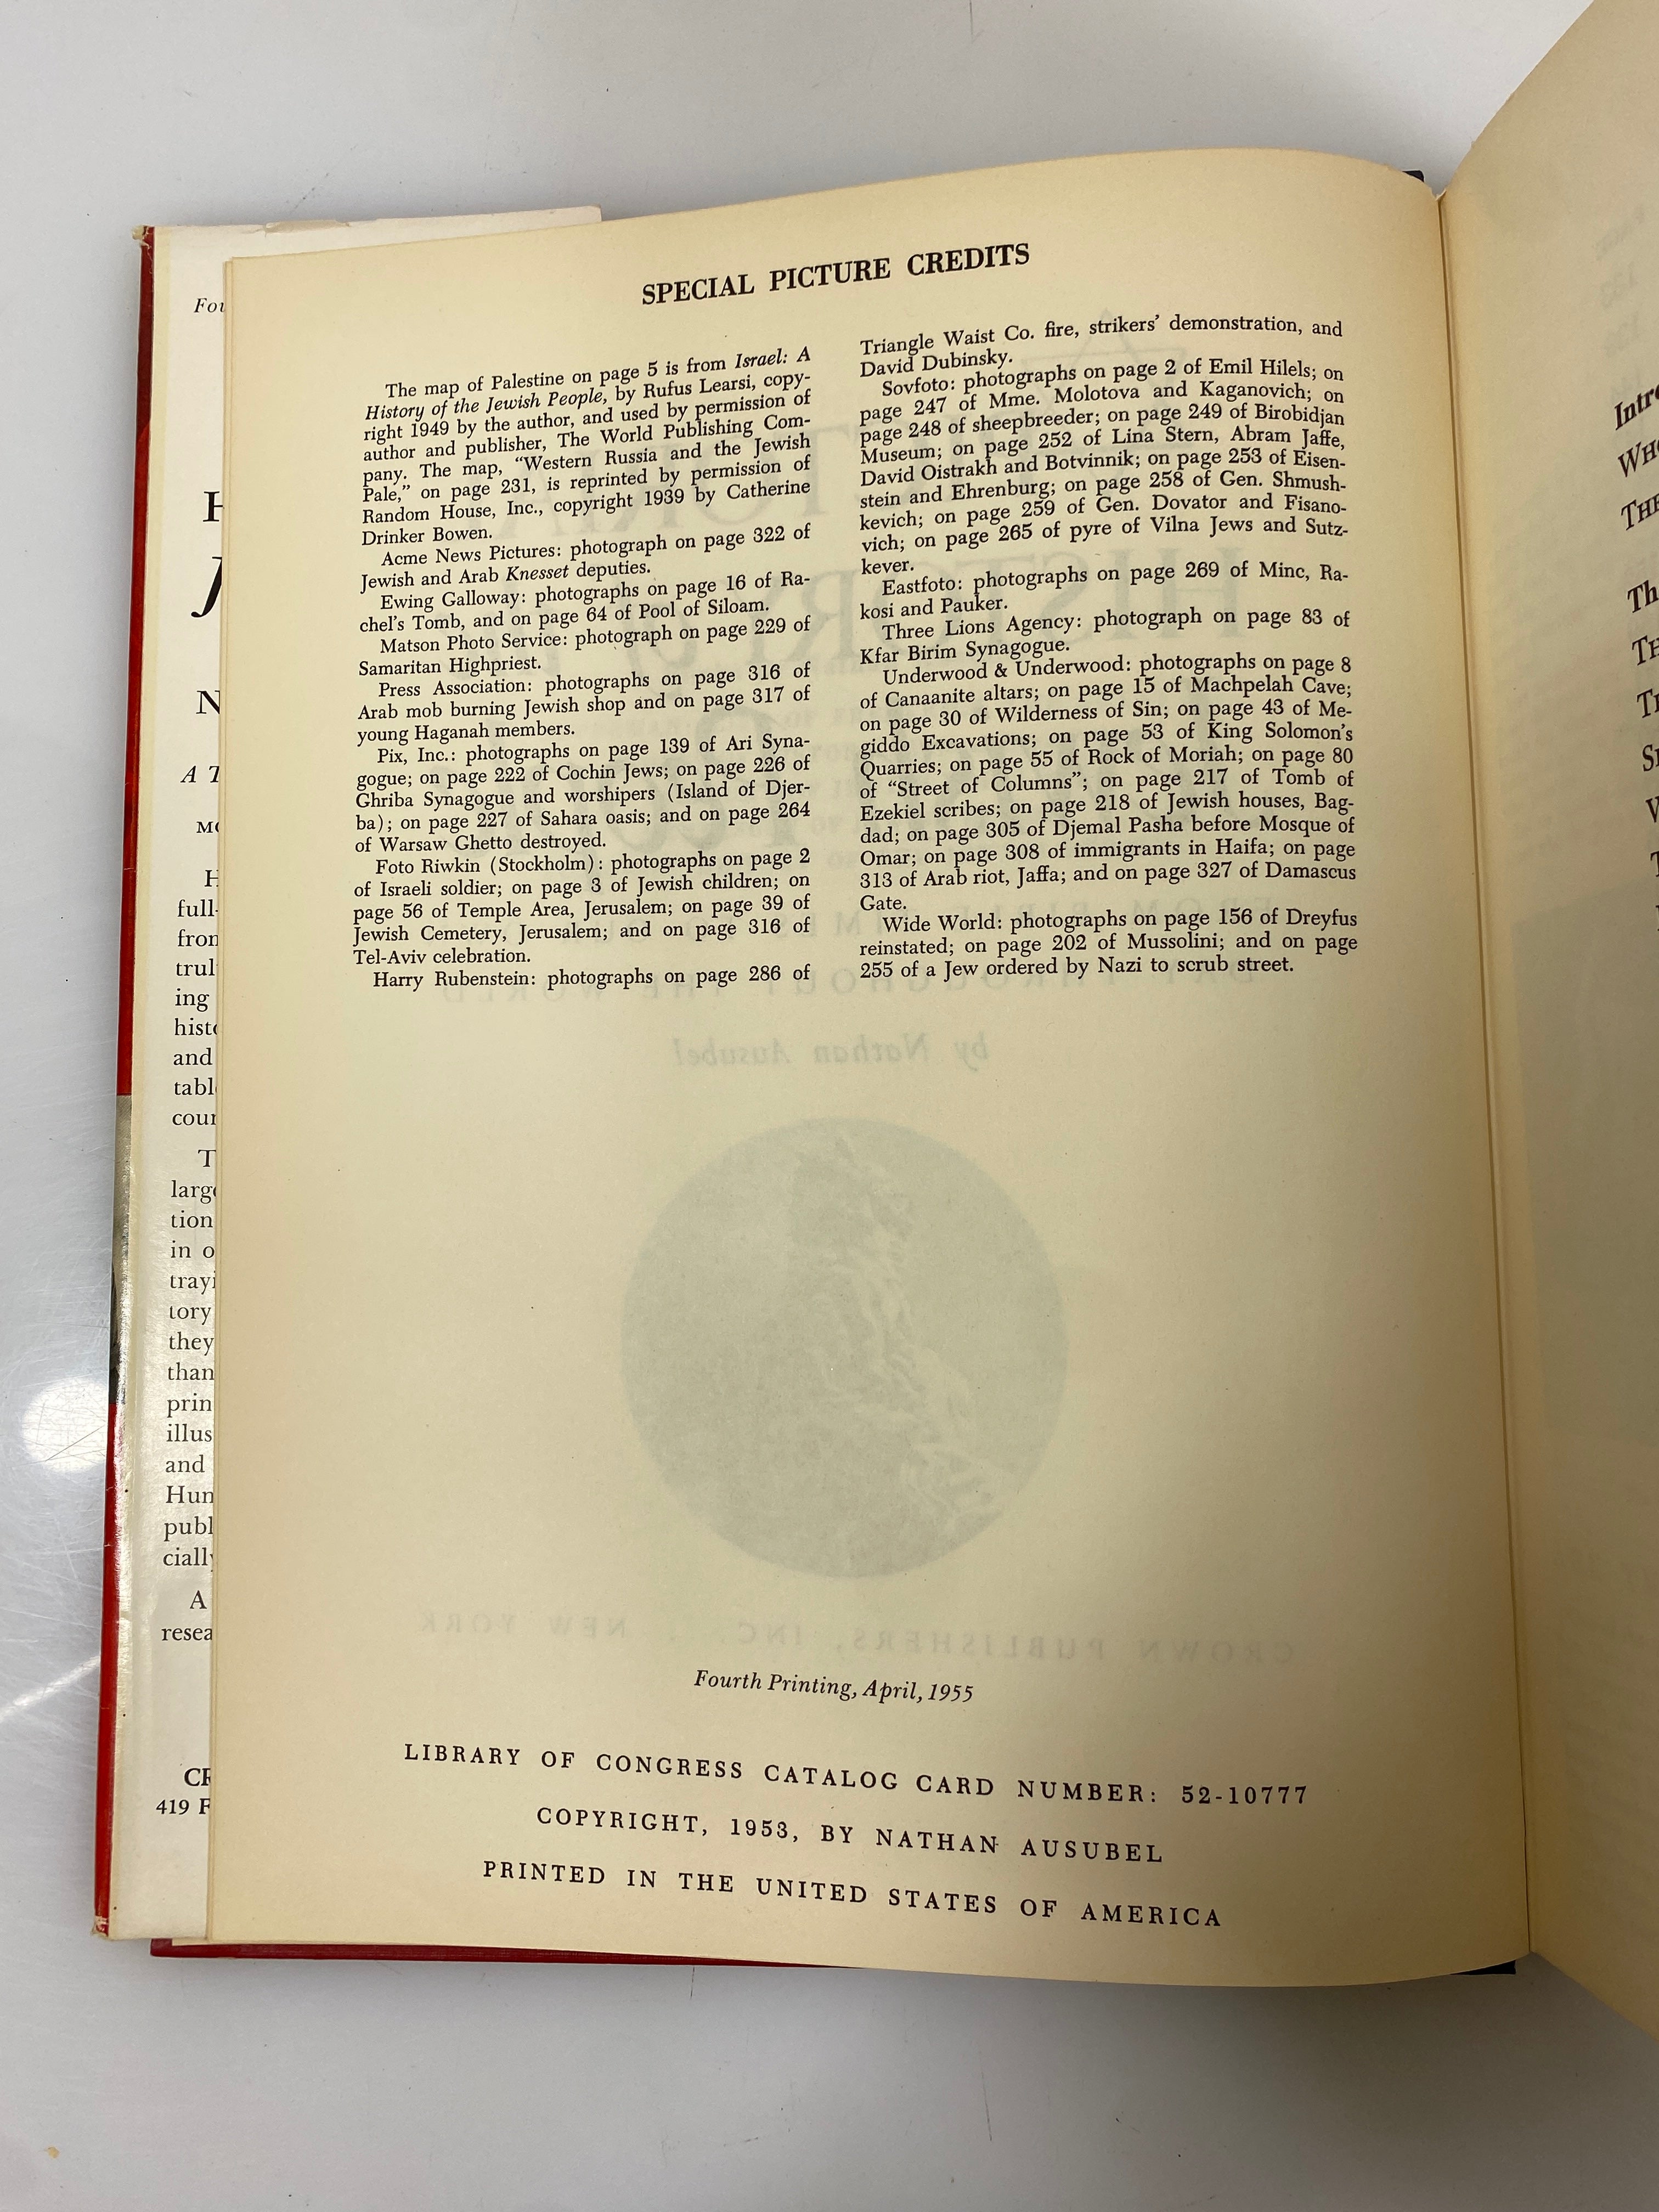 SPECIAL PICTURE CREDITS
The map of Palestine on page 5 is from Israel: A
History of the Jewish People, by Rufus Learsi, copy-
right 1949 by the author, and used by permission of
author and publisher, The World Publishing Com-
pany. The map, “Western Russia and the Jewish
Pale,” on page 231, is reprinted by permission of
Random House, Inc., copyright 1939 by Catherine
Drinker Bowen.
Acme News Pictures: photograph on page 322 of
Jewish and Arab Knesset deputies.
Ewing Galloway: photographs on page 16 of Ra-
chel's Tomb, and on page 64 of Pool of Siloam.
Matson Photo Service: photograph on page 229 of
Samaritan Highpriest.
Press Association: photographs on page 316 of
Arab mob burning Jewish shop and on page 317 of
young Haganah members.
Pix, Inc.: photographs on page 139 of Ari Syna-
gogue; on page 222 of Cochin Jews; on page 226 of
Ghriba Synagogue and worshipers (Island of Djer-
ba); on page 227 of Sahara oasis; and on page 264
of Warsaw Ghetto destroyed.
Foto Riwkin (Stockholm): photographs on page 2
of Israeli soldier; on page 3 of Jewish children; on
page 56 of Temple Area, Jerusalem; on page 39 of
Jewish Cemetery, Jerusalem; and on page 316 of
Tel-Aviv celebration.
Harry Rubenstein: photographs on page 286 of
Triangle Waist Co. fire, strikers' demonstration, and
David Dubinsky.
Sovfoto: photographs on page 2 of Emil Hilels; on
page 247 of Mme. Molotova and Kaganovich; on
page 248 of sheepbreeder; on page 249 of Birobidjan
Museum; on page 252 of Lina Stern, Abram Jaffe,
David Oistrakh and Botvinnik; on page 253 of Eisen-
stein and Ehrenburg; on page 258 of Gen. Shmush-
kevich; on page 259 of Gen. Dovator and Fisano-
vich; on page 265 of pyre of Vilna Jews and Sutz-
kever.
Eastfoto: photographs on page 269 of Minc, Ra-
kosi and Pauker.
Three Lions Agency: photograph on page 83 of
Kfar Birim Synagogue.
Underwood & Underwood: photographs on page 8
of Canaanite altars; on page 15 of Machpelah Cave;
on page 30 of Wilderness of Sin; on page 43 of Me-
giddo Excavations; on page 53 of King Solomon's
Quarries; on page 55 of Rock of Moriah; on page 80
of “Street of Columns”; on page 217 of Tomb of
Ezekiel scribes; on page 218 of Jewish houses, Bag-
dad; on page 305 of Djemal Pasha before Mosque of
Omar; on page 308 of immigrants in Haifa; on page
313 of Arab riot, Jaffa; and on page 327 of Damascus
Gate.
Wide World: photographs on page 156 of Dreyfus
reinstated; on page 202 of Mussolini; and on page
255 of a Jew ordered by Nazi to scrub street.
Fourth Printing, April, 1955
LIBRARY OF CONGRESS CATALOG CARD NUMBER: 52-10777
COPYRIGHT, 1953, BY NATHAN AUSUBEL
PRINTED IN THE UNITED STATES OF AMERICA